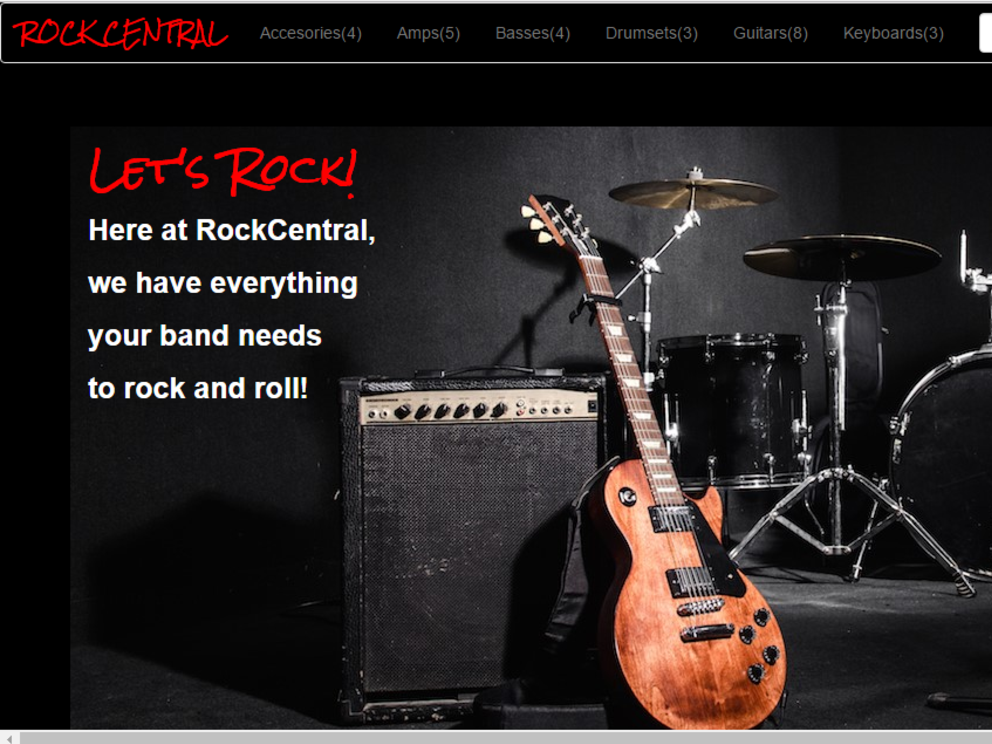 ROCKCENTRAL Accesories(4) Amps(5) Basses(4) Drumsets(3) Guitars(8) Keyboards(3)
Let's Rock!
Here at RockCentral,
we have everything
your band needs
to rock and roll!